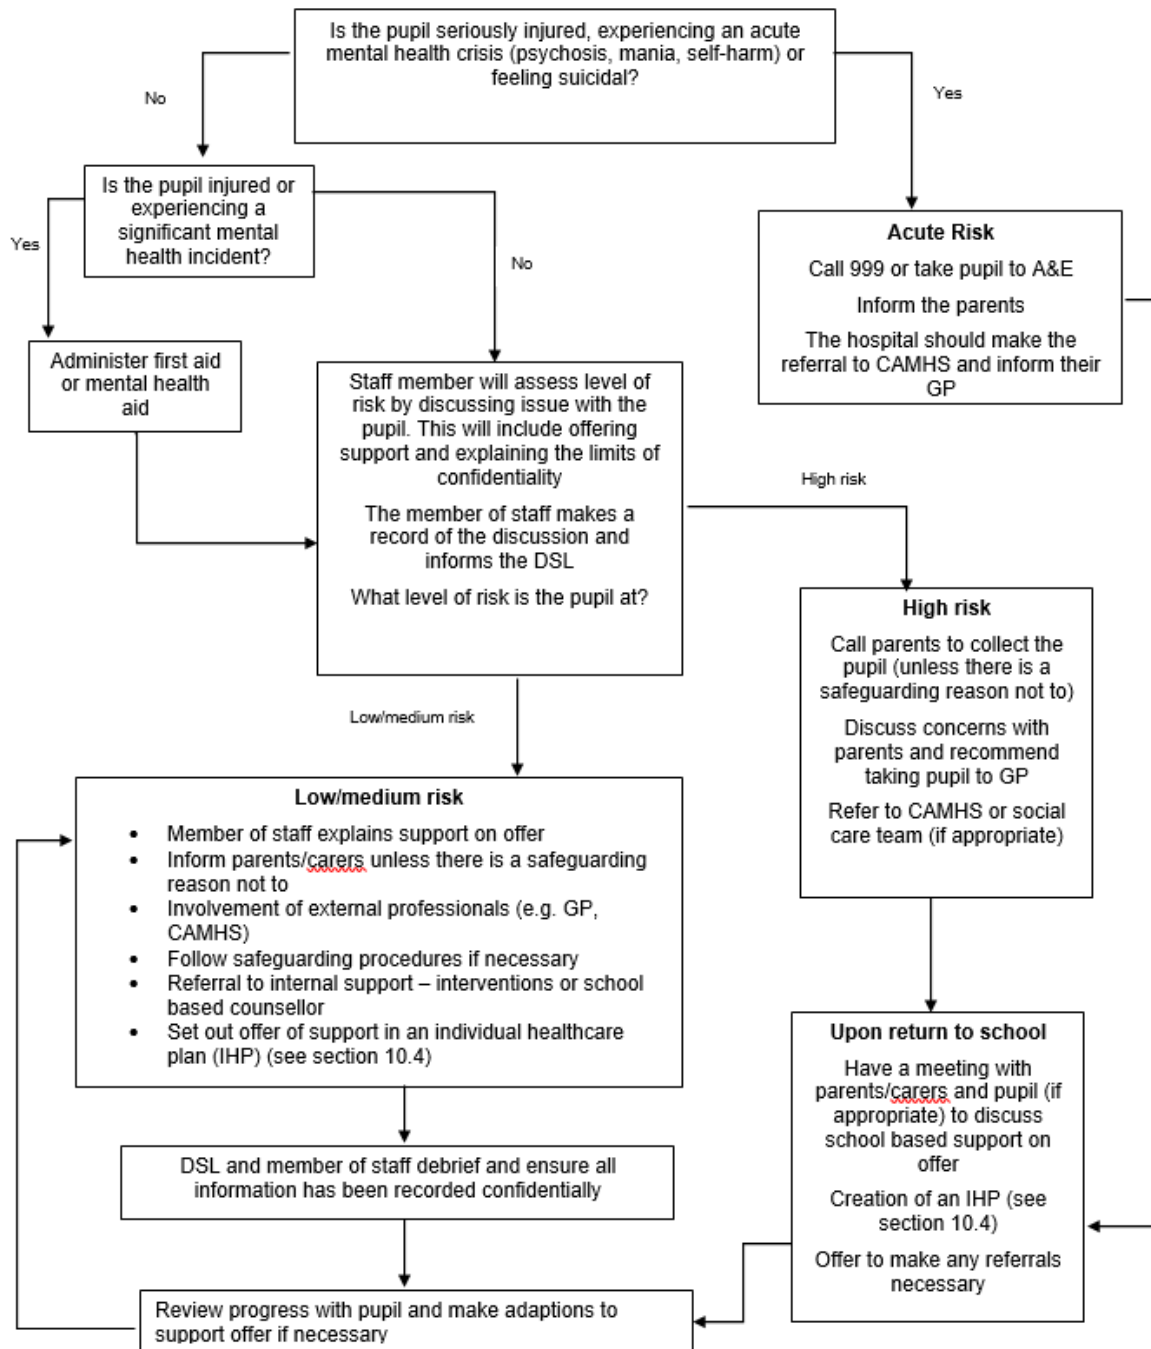 Is the pupil seriously injured, experiencing an acute
mental health crisis (psychosis, mania, self-harm) or
feeling suicidal?
No
Yes
Is the pupil injured or
experiencing a
significant mental
health incident?
Yes
No
Acute Risk
Call 999 or take pupil to A&E
Inform the parents
The hospital should make the
referral to CAMHS and inform their
GP
Administer first aid
or mental health
aid
Staff member will assess level of
risk by discussing issue with the
pupil. This will include offering
support and explaining the limits of
confidentiality
The member of staff makes a
record of the discussion and
informs the DSL
What level of risk is the pupil at?
High risk
High risk
Call parents to collect the
pupil (unless there is a
safeguarding reason not to)
Discuss concerns with
parents and recommend
taking pupil to GP
Refer to CAMHS or social
care team (if appropriate)
Low/medium risk
Low/medium risk
• Member of staff explains support on offer
• Inform parents/carers unless there is a safeguarding
reason not to
• Involvement of external professionals (e.g. GP,
CAMHS)
• Follow safeguarding procedures if necessary
• Referral to internal support – interventions or school
based counsellor
• Set out offer of support in an individual healthcare
plan (IHP) (see section 10.4)
Upon return to school
Have a meeting with
parents/carers and pupil (if
appropriate) to discuss
school based support on
offer
Creation of an IHP (see
section 10.4)
Offer to make any referrals
necessary
DSL and member of staff debrief and ensure all
information has been recorded confidentially
Review progress with pupil and make adaptions to
support offer if necessary